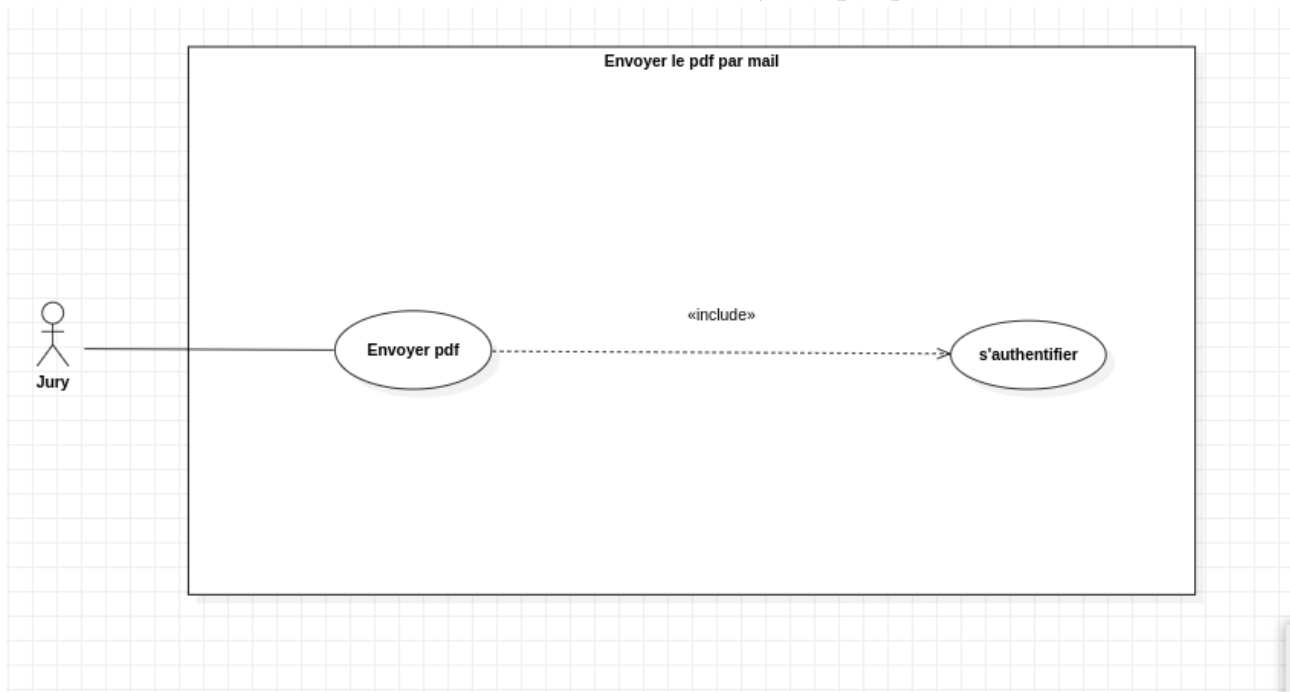 Envoyer le pdf par mail
«include»
Envoyer pdf
s'authentifier
Jury